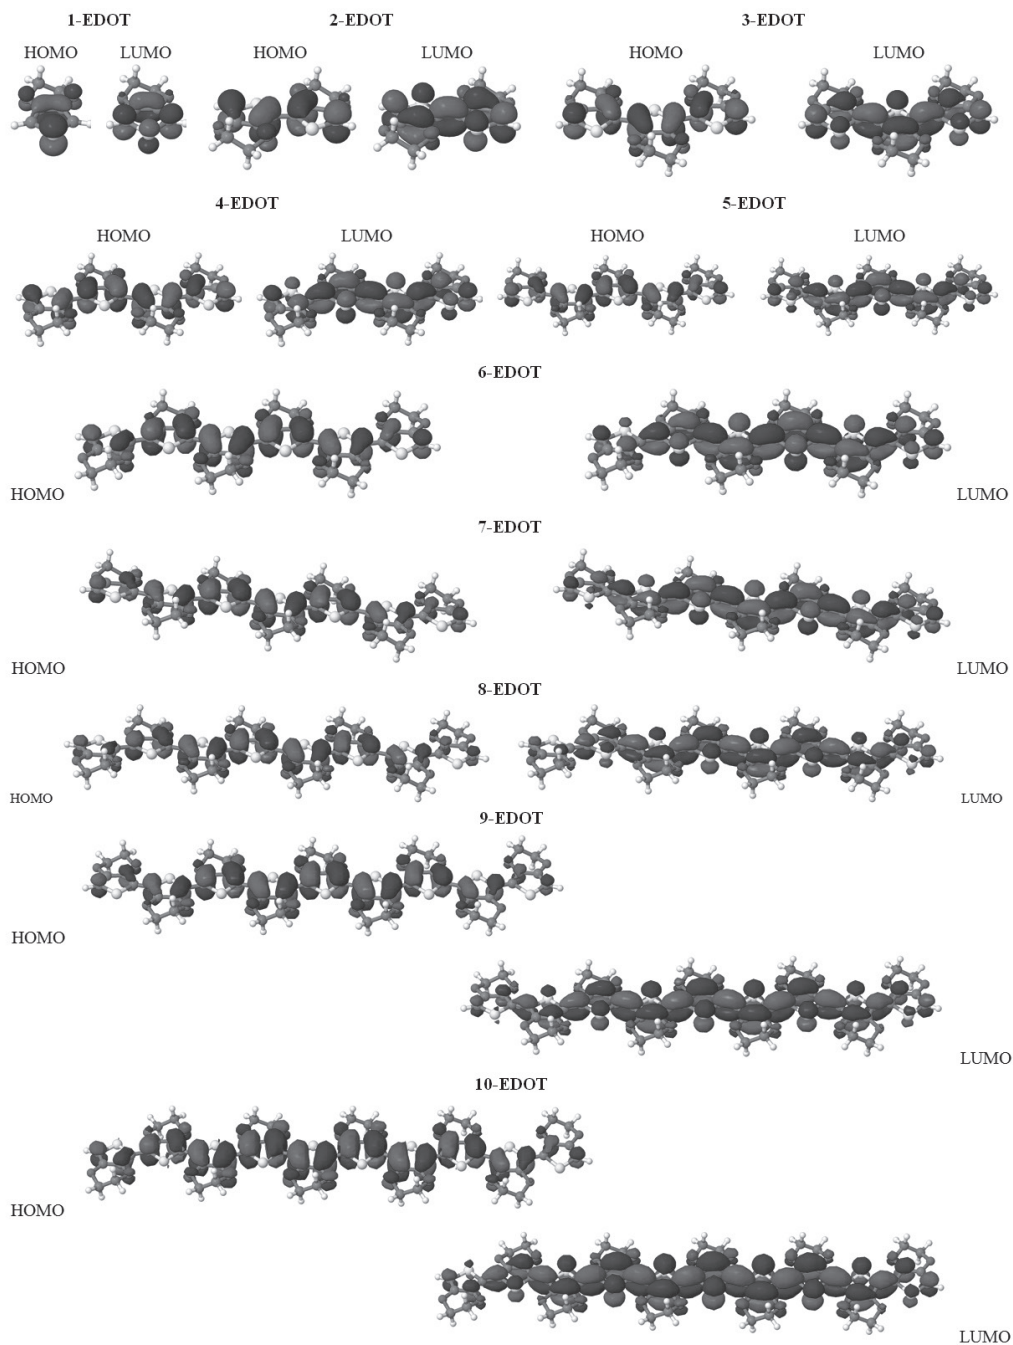 1-EDOT 2-EDOT 3-EDOT
HOMO LUMO HOMO LUMO HOMO LUMO
4-EDOT 5-EDOT
HOMO LUMO HOMO LUMO
6-EDOT
HOMO LUMO
7-EDOT
HOMO LUMO
8-EDOT
HOMO LUMO
9-EDOT
HOMO
LUMO
10-EDOT
HOMO
LUMO